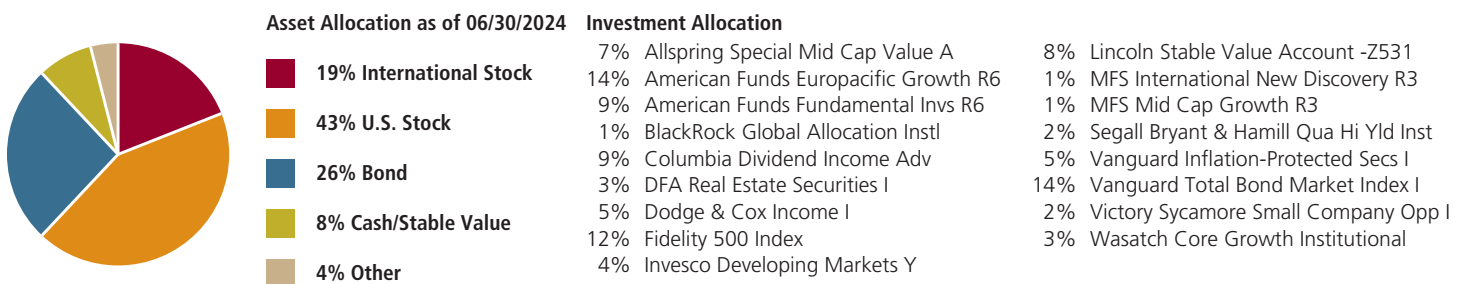 Asset Allocation as of 06/30/2024
19% International Stock
43% U.S. Stock
26% Bond
8% Cash/Stable Value
4% Other
Investment Allocation
7% Allspring Special Mid Cap Value A
14% American Funds Europacific Growth R6
9% American Funds Fundamental Invs R6
1% BlackRock Global Allocation Instl
9% Columbia Dividend Income Adv
3% DFA Real Estate Securities I
5% Dodge & Cox Income I
12% Fidelity 500 Index
4% Invesco Developing Markets Y
8% Lincoln Stable Value Account -Z531
1% MFS International New Discovery R3
1% MFS Mid Cap Growth R3
2% Segall Bryant & Hamill Qua Hi Yld Inst
5% Vanguard Inflation-Protected Secs I
14% Vanguard Total Bond Market Index I
2% Victory Sycamore Small Company Opp I
3% Wasatch Core Growth Institutional